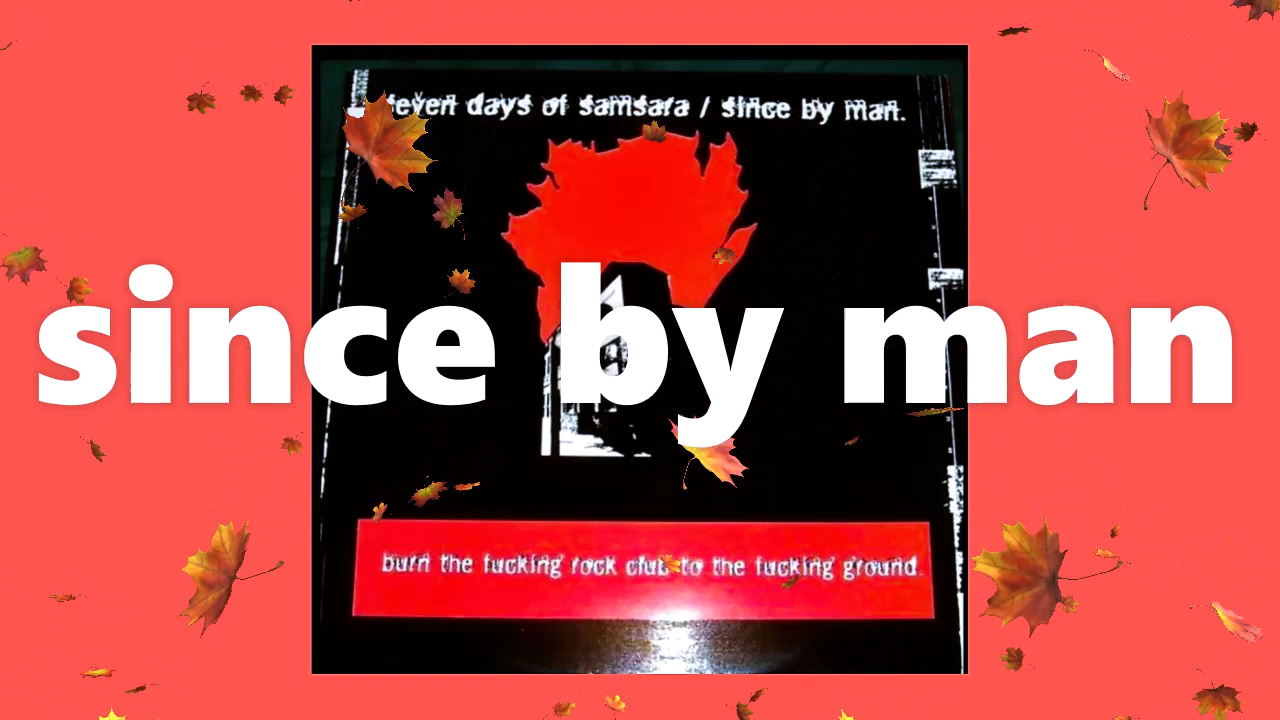 seven days of samsara / since by man.
since by man
burn the fucking rock club to the fucking ground.